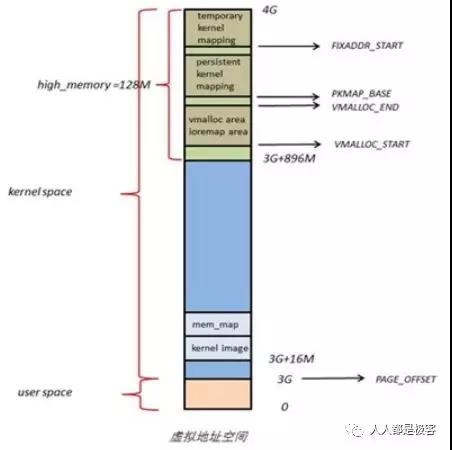 4G
temporary
kernel
mapping
FIXADDR_START
persistent
kernel
mapping
high_memory =128M
PKMAP_BASE
VMALLOC_END
vmalloc area
ioremap area
VMALLOC_START
3G+896M
kernel space
mem_map
kernel image
3G+16M
3G
PAGE_OFFSET
user space
0
人人都是极客
虚拟地址空间